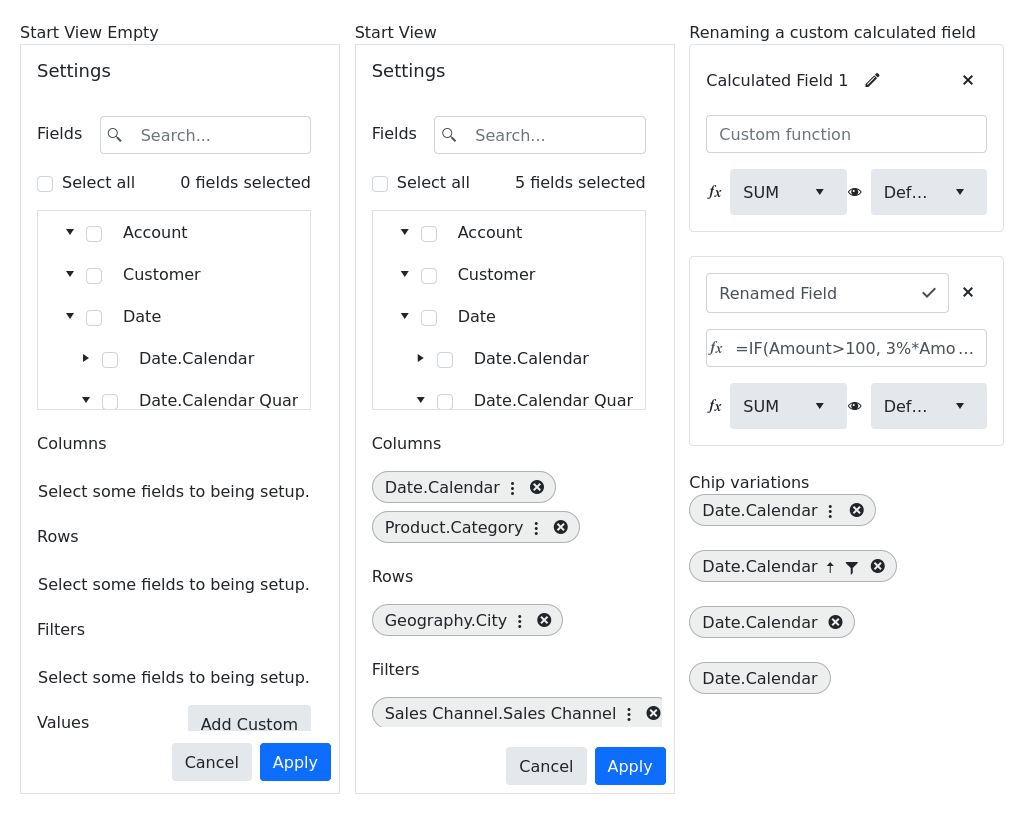 Start View Empty
Settings
Fields
Search...
Select all
0 fields selected
Account
Customer
Date
Date.Calendar
Date.Calendar Quar
Columns
Select some fields to being setup.
Rows
Select some fields to being setup.
Filters
Select some fields to being setup.
Values
Add Custom
Cancel
Apply
Start View
Settings
Fields
Search...
Select all
5 fields selected
Account
Customer
Date
Date.Calendar
Date.Calendar Quar
Columns
Date.Calendar
Product.Category
Rows
Geography.City
Filters
Sales Channel.Sales Channel
Cancel
Apply
Renaming a custom calculated field
Calculated Field 1
Custom function
fx
SUM
Def...
Renamed Field
fx =IF(Amount>100, 3%*Amo...
fx
SUM
Def...
Chip variations
Date.Calendar
Date.Calendar
Date.Calendar
Date.Calendar